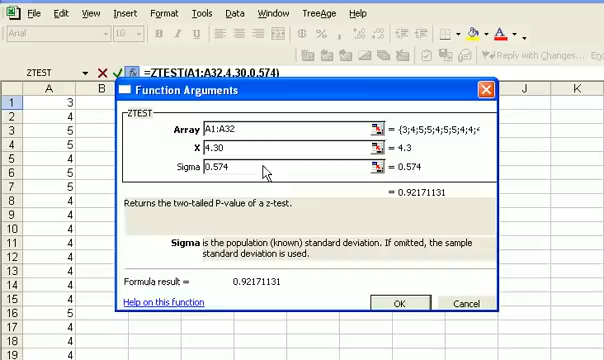 File Edit View Insert Format Tools Data Window TreeAge Help
Arial 10 B I U $ % , A
Reply with Changes...
ZTEST =ZTEST(A1:A32,4.30,0.574)
A B J K
Function Arguments
ZTEST
Array A1:A32 = {3;4;5;5;4;5;5;4;4;
X 4.30 = 4.3
Sigma 0.574 = 0.574
= 0.92171131
Returns the two-tailed P-value of a z-test.
Sigma is the population (known) standard deviation. If omitted, the sample
standard deviation is used.
Formula result = 0.92171131
Help on this function OK Cancel
1 3
2 4
3 5
4 5
5 4
6 5
7 5
8 4
9 4
10 4
11 4
12 4
13 4
14 4
15 4
16 5
17 4
18 4
19 4